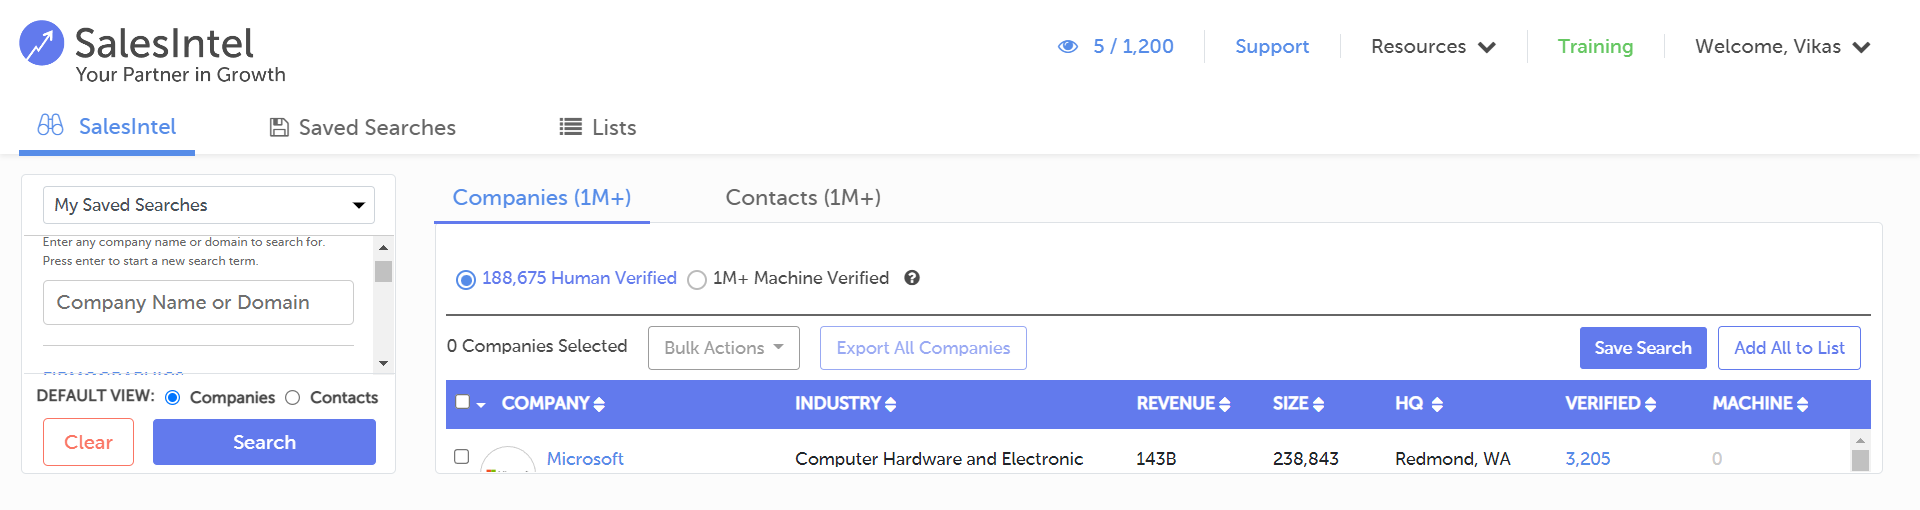 SalesIntel
Your Partner in Growth
5 / 1,200
Support
Resources
Training
Welcome, Vikas
SalesIntel
Saved Searches
Lists
My Saved Searches
Enter any company name or domain to search for.
Press enter to start a new search term.
Company Name or Domain
DEFAULT VIEW: Companies Contacts
Clear
Search
Companies (1M+)
Contacts (1M+)
188,675 Human Verified
1M+ Machine Verified
0 Companies Selected
Bulk Actions
Export All Companies
Save Search
Add All to List
COMPANY INDUSTRY REVENUE SIZE HQ VERIFIED MACHINE
Microsoft Computer Hardware and Electronic 143B 238,843 Redmond, WA 3,205 0